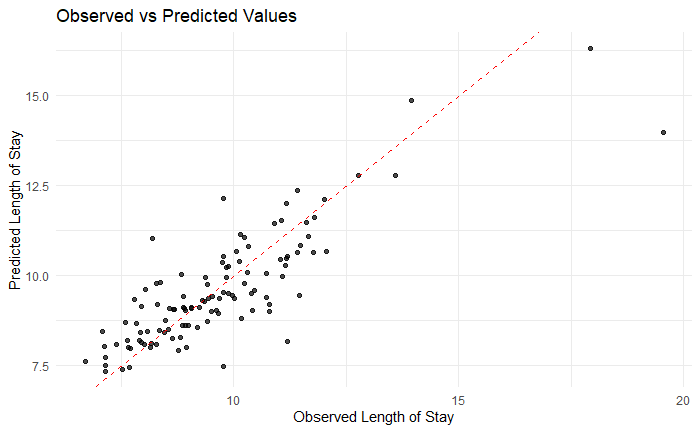 Observed vs Predicted Values
Predicted Length of Stay
15.0
12.5
10.0
7.5
10
15
20
Observed Length of Stay